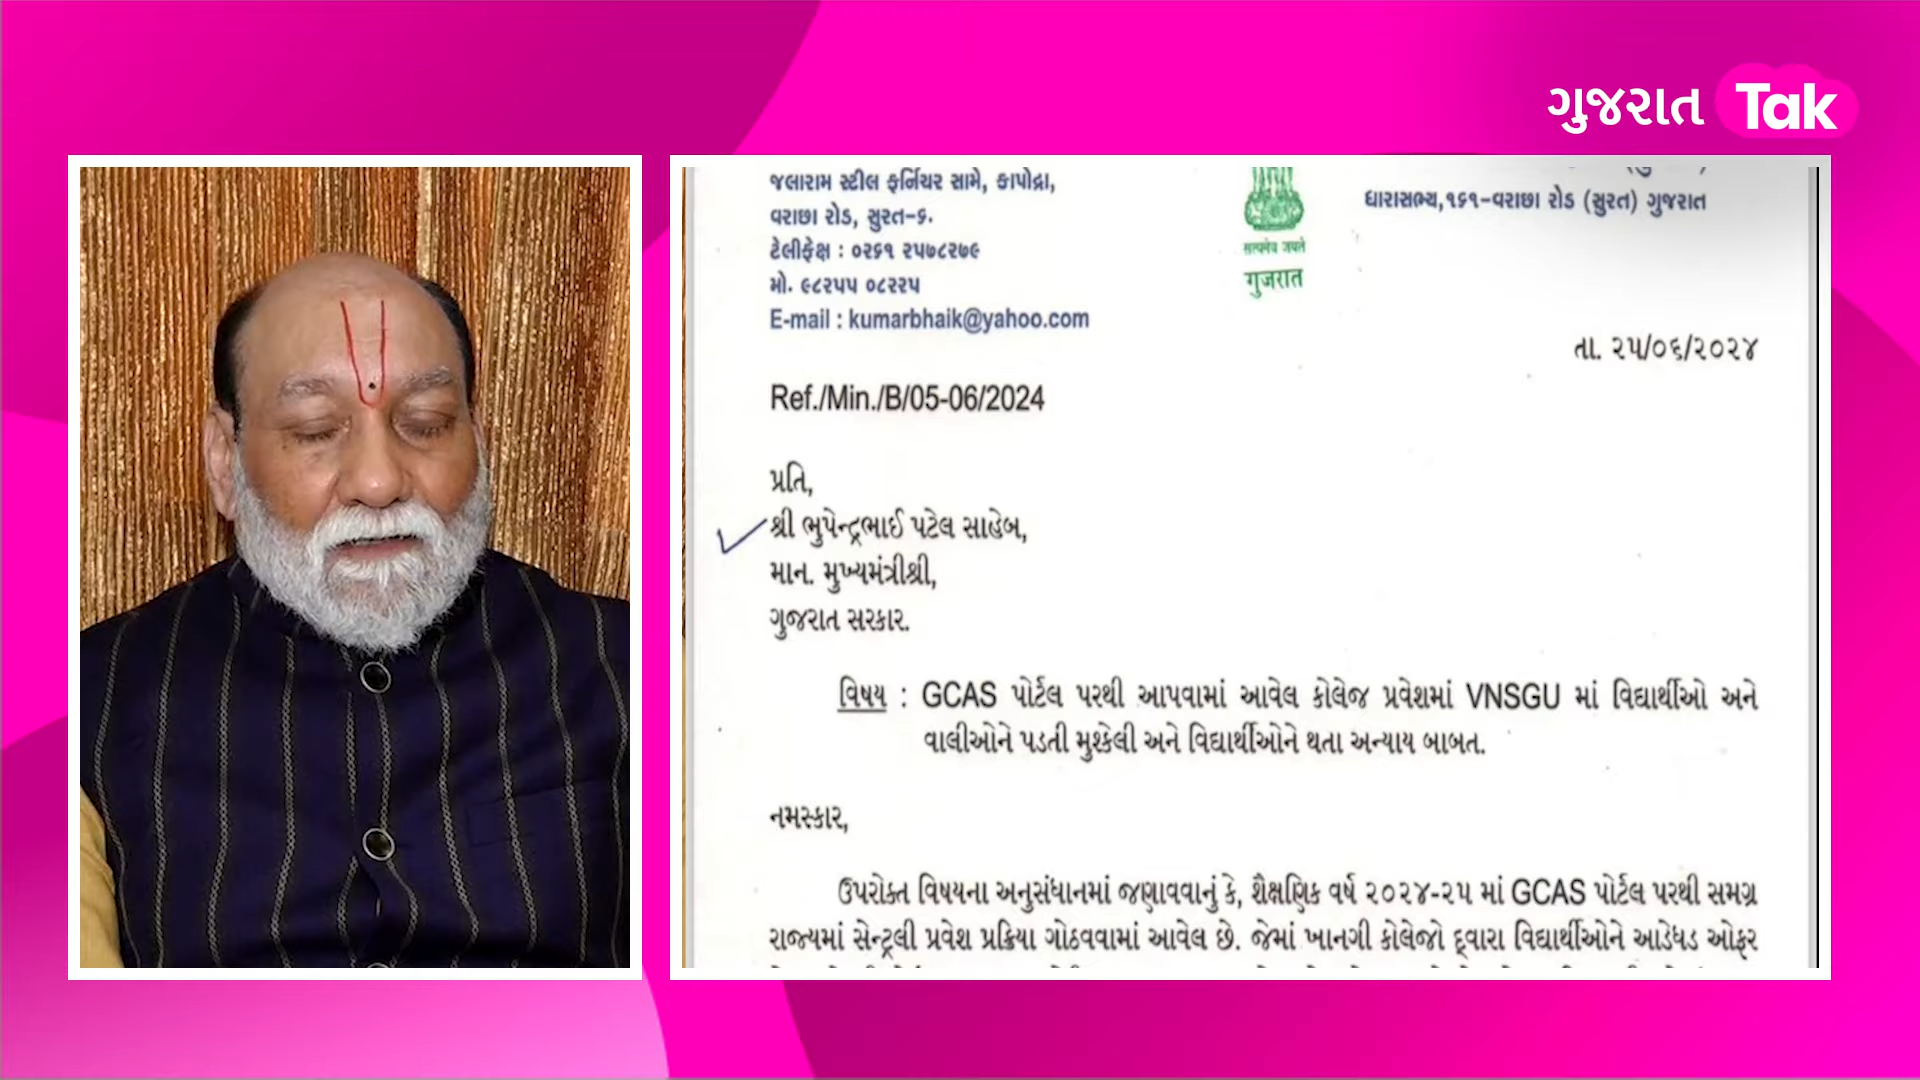 ગુજરાત Tak
જલારામ સ્ટીલ ફર્નિચર સામે, કાપોદ્રા,
વરાછા રોડ, સુરત-૬.
ટેલીફેક્ષ : ૦૨૬૧ ૨૫૭૮૨૭૯
મો. ૯૮૨૫૫ ૦૮૨૨૫
E-mail : kumarbhaik@yahoo.com
सत्यमेव जयते
गुजरात
ધારાસભ્ય,૧૬૧-વરાછા રોડ (સુરત) ગુજરાત
તા. ૨૫/૦૬/૨૦૨૪
Ref./Min./B/05-06/2024
પ્રતિ,
શ્રી ભુપેન્દ્રભાઈ પટેલ સાહેબ,
માન. મુખ્યમંત્રીશ્રી,
ગુજરાત સરકાર.
વિષય : GCAS પોર્ટલ પરથી આપવામાં આવેલ કોલેજ પ્રવેશમાં VNSGU માં વિદ્યાર્થીઓ અને
વાલીઓને પડતી મુશ્કેલી અને વિદ્યાર્થીઓને થતા અન્યાય બાબત.
નમસ્કાર,
ઉપરોક્ત વિષયના અનુસંધાનમાં જણાવવાનું કે, શૈક્ષણિક વર્ષ ૨૦૨૪-૨૫ માં GCAS પોર્ટલ પરથી સમગ્ર
રાજ્યમાં સેન્ટ્રલી પ્રવેશ પ્રક્રિયા ગોઠવવામાં આવેલ છે. જેમાં ખાનગી કોલેજો દ્વારા વિદ્યાર્થીઓને આડેધડ ઓફર